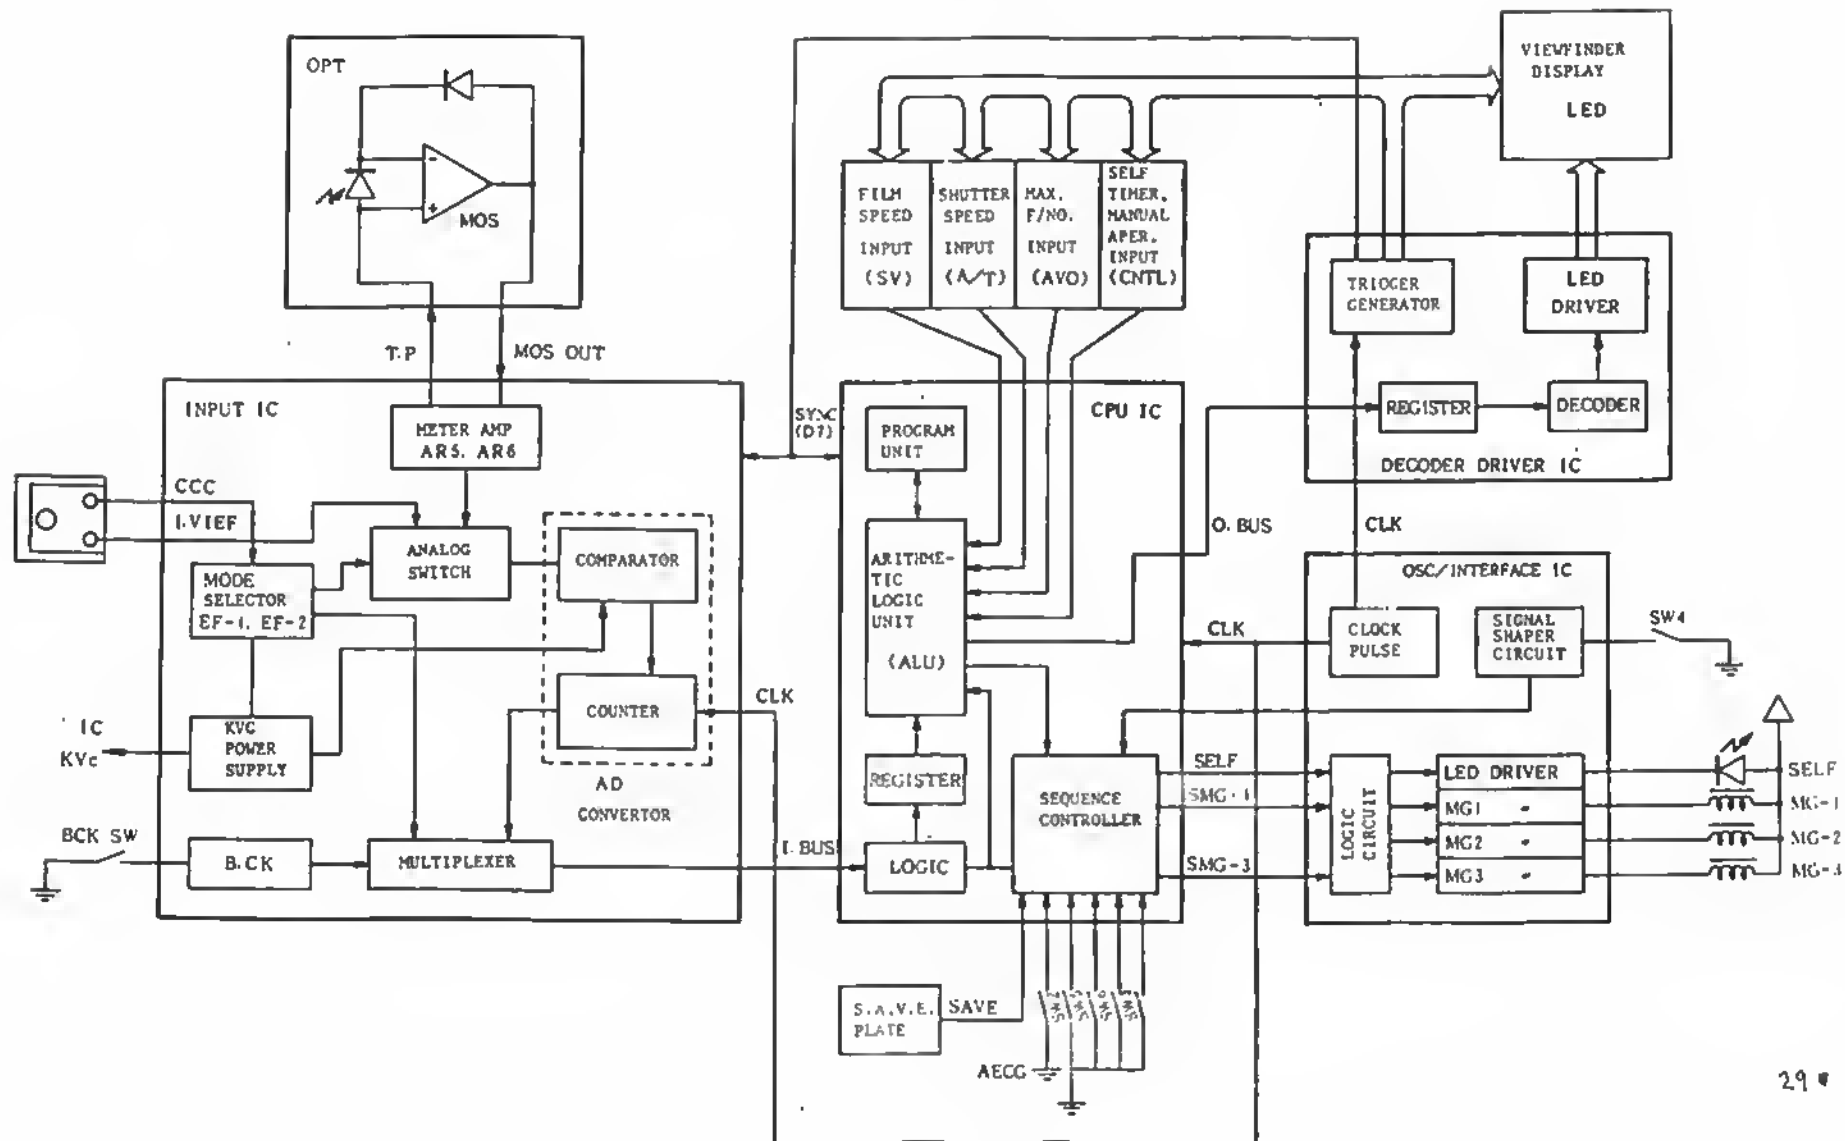 OPT
MOS
T.P
MOS OUT
INPUT IC
METER AMP
AR5. AR6
CCC
I.VIEF
MODE
SELECTOR
EF-1. EF-2
ANALOG
SWITCH
COMPARATOR
COUNTER
AD
CONVERTOR
IC
KVc
KVC
POWER
SUPPLY
BCK SW
B.CK
MULTIPLEXER
I.BUS
CLK
SYNC
(D7)
FILM
SPEED
INPUT
(SV)
SHUTTER
SPEED
INPUT
(A/T)
MAX.
F/NO.
INPUT
(AVO)
SELF
TIMER.
MANUAL
APER.
INPUT
(CNTL)
CPU IC
PROGRAM
UNIT
ARITHME-
TIC
LOGIC
UNIT
(ALU)
REGISTER
LOGIC
SEQUENCE
CONTROLLER
S.A.V.E.
PLATE
SAVE
AECG
VIEWFINDER
DISPLAY
LED
TRIOGER
GENERATOR
LED
DRIVER
REGISTER
DECODER
DECODER DRIVER IC
O.BUS
CLK
CLK
OSC/INTERFACE IC
CLOCK
PULSE
SIGNAL
SHAPER
CIRCUIT
SW4
SELF
SMG-1
SMG-3
LOGIC
CIRCUIT
LED DRIVER
MG1 "
MG2 "
MG3 "
SELF
MG-1
MG-2
MG-3
29